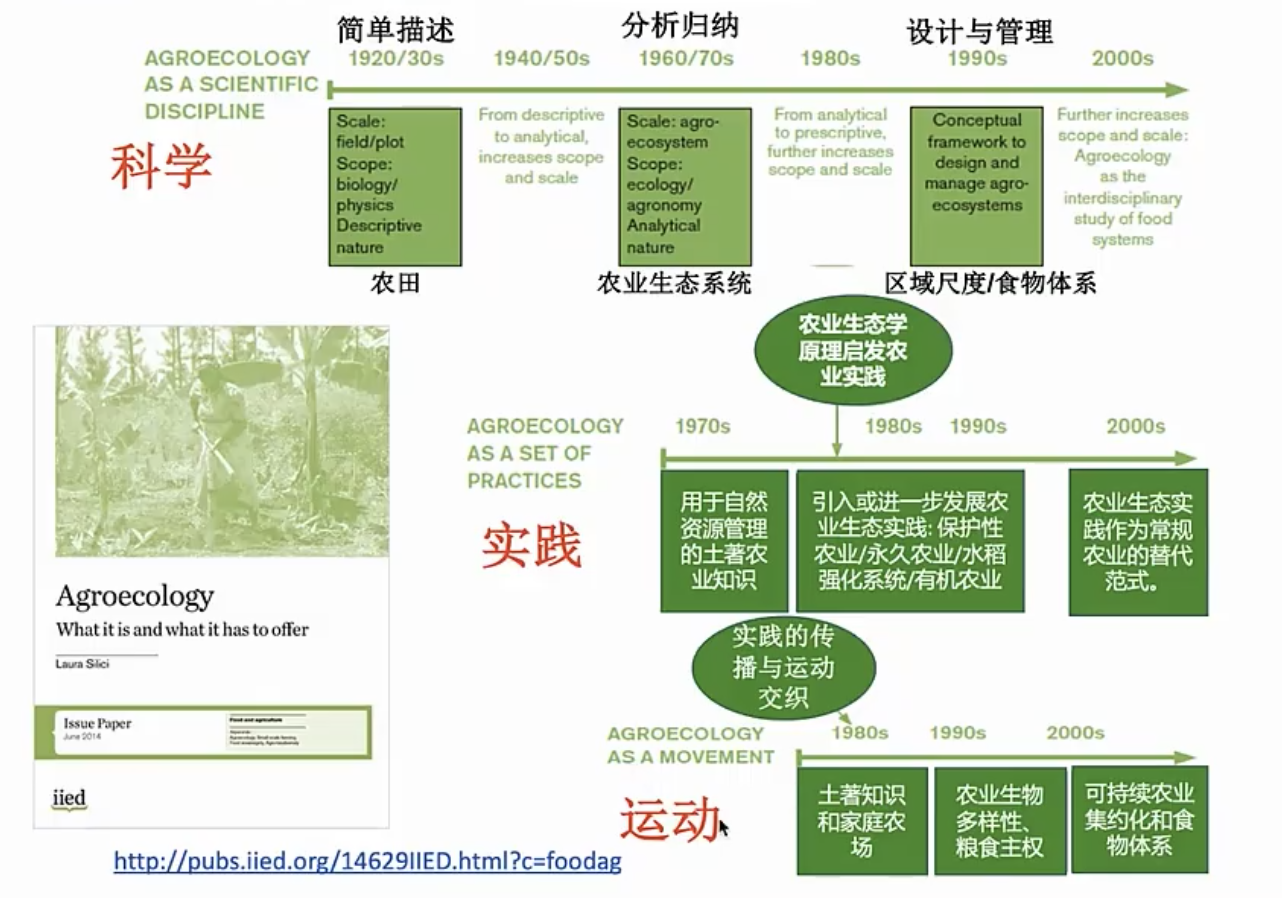 简单描述
分析归纳
设计与管理
AGROECOLOGY
AS A SCIENTIFIC
DISCIPLINE
1920/30s
1940/50s
1960/70s
1980s
1990s
2000s
科学
Scale:
field/plot
Scope:
biology/
physics
Descriptive
nature
From descriptive
to analytical,
increases scope
and scale
Scale: agro-
ecosystem
Scope:
ecology/
agronomy
Analytical
nature
From analytical
to prescriptive,
further increases
scope and scale
Conceptual
framework to
design and
manage agro-
ecosystems
Further increases
scope and scale:
Agroecology
as the
interdisciplinary
study of food
systems
农田
农业生态系统
区域尺度/食物体系
农业生态学
原理启发农
业实践
AGROECOLOGY
AS A SET OF
PRACTICES
1970s
1980s
1990s
2000s
实践
用于自然
资源管理
的土著农
业知识
引入或进一步发展农
业生态实践: 保护性
农业/永久农业/水稻
强化系统/有机农业
农业生态实
践作为常规
农业的替代
范式。
实践的传
播与运动
交织
AGROECOLOGY
AS A MOVEMENT
1980s
1990s
2000s
运动
土著知识
和家庭农
场
农业生物
多样性、
粮食主权
可持续农业
集约化和食
物体系
Agroecology
What it is and what it has to offer
Laura Silici
Issue Paper
June 2014
Food and agriculture
iied
http://pubs.iied.org/14629IIED.html?c=foodag